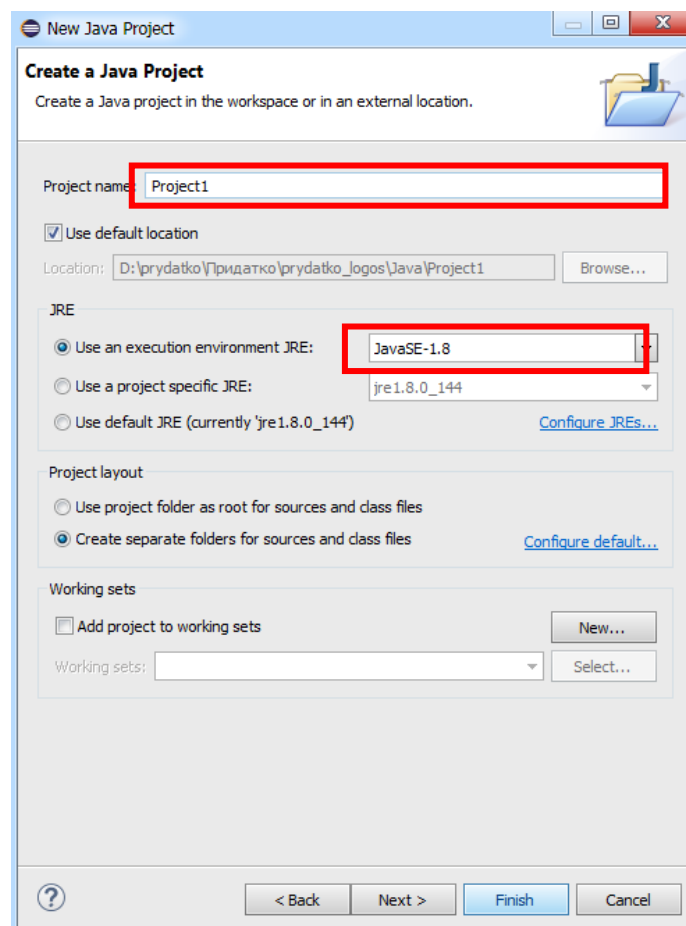 New Java Project
Create a Java Project
Create a Java project in the workspace or in an external location.
Project name: Project1
Use default location
Location: D:\prydatko\Придатко\prydatko_logos\Java\Project1 Browse...
JRE
Use an execution environment JRE: JavaSE-1.8
Use a project specific JRE: jre1.8.0_144
Use default JRE (currently 'jre1.8.0_144') Configure JREs...
Project layout
Use project folder as root for sources and class files
Create separate folders for sources and class files Configure default...
Working sets
Add project to working sets New...
Working sets: Select...
? < Back Next > Finish Cancel